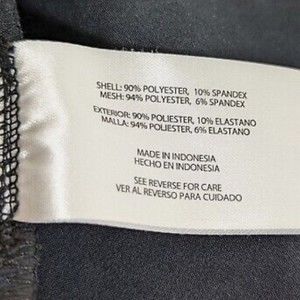 SHELL: 90% POLYESTER, 10% SPANDEX
MESH: 94% POLYESTER, 6% SPANDEX
EXTERIOR: 90% POLIESTER, 10% ELASTANO
MALLA: 94% POLIESTER, 6% ELASTANO
MADE IN INDONESIA
HECHO EN INDONESIA
SEE REVERSE FOR CARE
VER AL REVERSO PARA CUIDADO